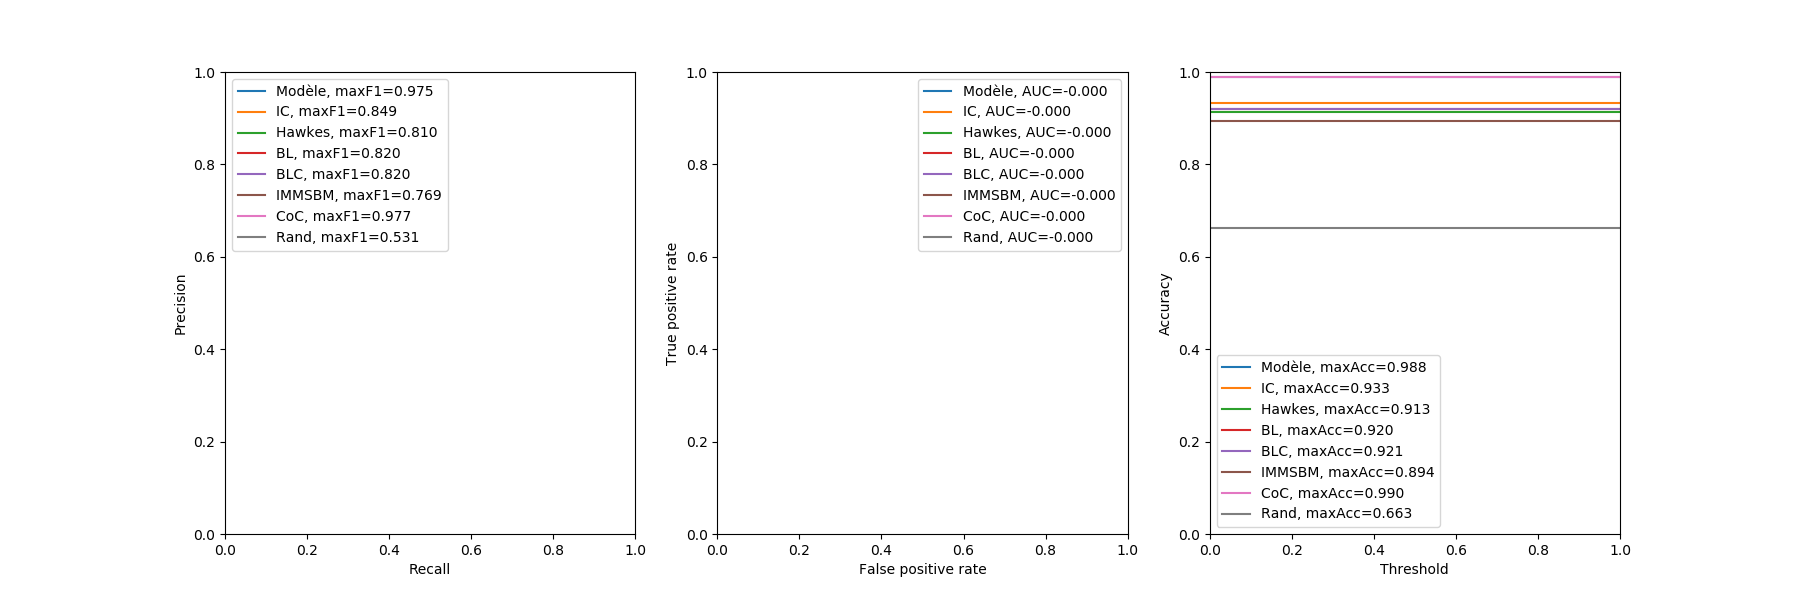 1.0
0.8
0.6
0.4
0.2
0.0
Precision
Modèle, maxF1=0.975
IC, maxF1=0.849
Hawkes, maxF1=0.810
BL, maxF1=0.820
BLC, maxF1=0.820
IMMSBM, maxF1=0.769
CoC, maxF1=0.977
Rand, maxF1=0.531
0.0 0.2 0.4 0.6 0.8 1.0
Recall
1.0
0.8
0.6
0.4
0.2
0.0
True positive rate
Modèle, AUC=-0.000
IC, AUC=-0.000
Hawkes, AUC=-0.000
BL, AUC=-0.000
BLC, AUC=-0.000
IMMSBM, AUC=-0.000
CoC, AUC=-0.000
Rand, AUC=-0.000
0.0 0.2 0.4 0.6 0.8 1.0
False positive rate
1.0
0.8
0.6
0.4
0.2
0.0
Accuracy
Modèle, maxAcc=0.988
IC, maxAcc=0.933
Hawkes, maxAcc=0.913
BL, maxAcc=0.920
BLC, maxAcc=0.921
IMMSBM, maxAcc=0.894
CoC, maxAcc=0.990
Rand, maxAcc=0.663
0.0 0.2 0.4 0.6 0.8 1.0
Threshold